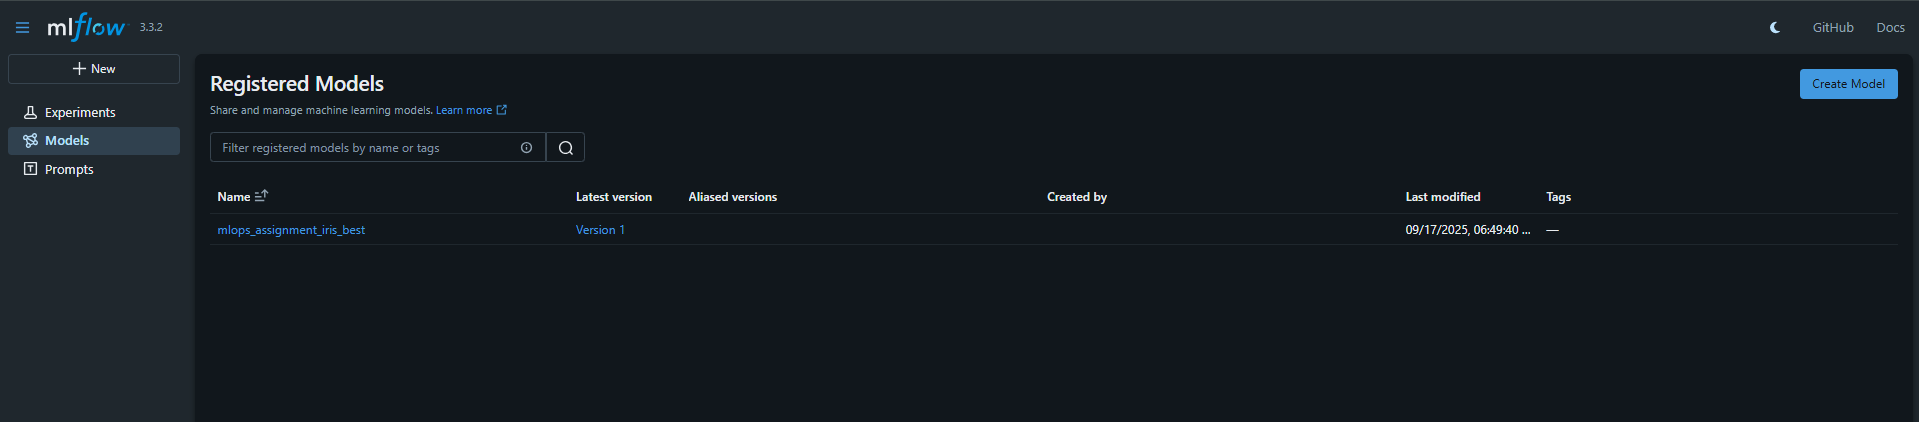 mlflow 3.3.2 GitHub Docs
New
Experiments
Models
Prompts
Registered Models Create Model
Share and manage machine learning models. Learn more
Filter registered models by name or tags
Name Latest version Aliased versions Created by Last modified Tags
mlops_assignment_iris_best Version 1 09/17/2025, 06:49:40 ... —